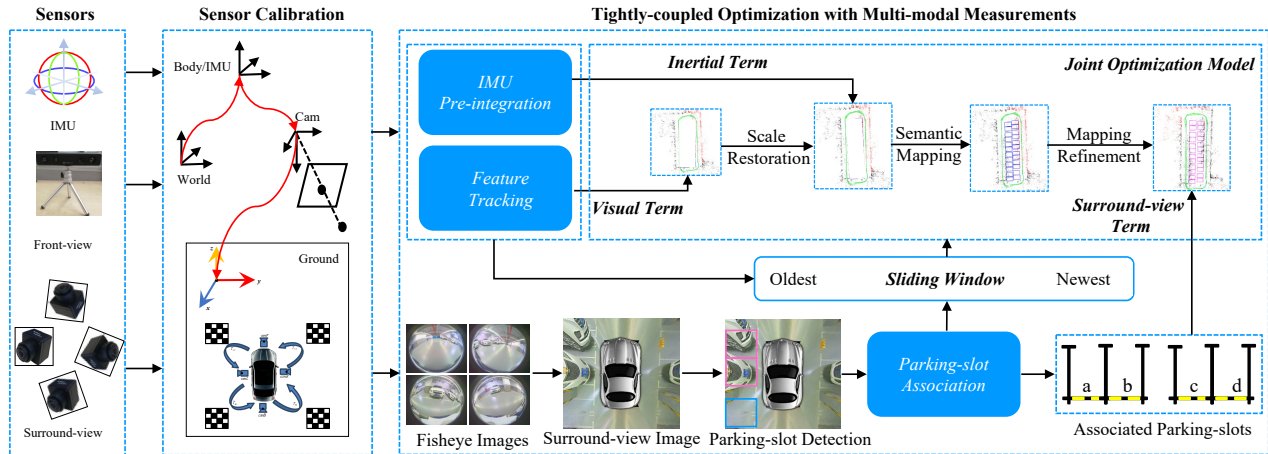 Sensors
Sensor Calibration
Tightly-coupled Optimization with Multi-modal Measurements
IMU
Front-view
Surround-view
Body/IMU
Cam
World
Ground
z
y
x
IMU
Pre-integration
Feature
Tracking
Inertial Term
Visual Term
Joint Optimization Model
Scale
Restoration
Semantic
Mapping
Mapping
Refinement
Surround-view
Term
Oldest
Sliding Window
Newest
Parking-slot
Association
a
b
c
d
Fisheye Images
Surround-view Image
Parking-slot Detection
Associated Parking-slots